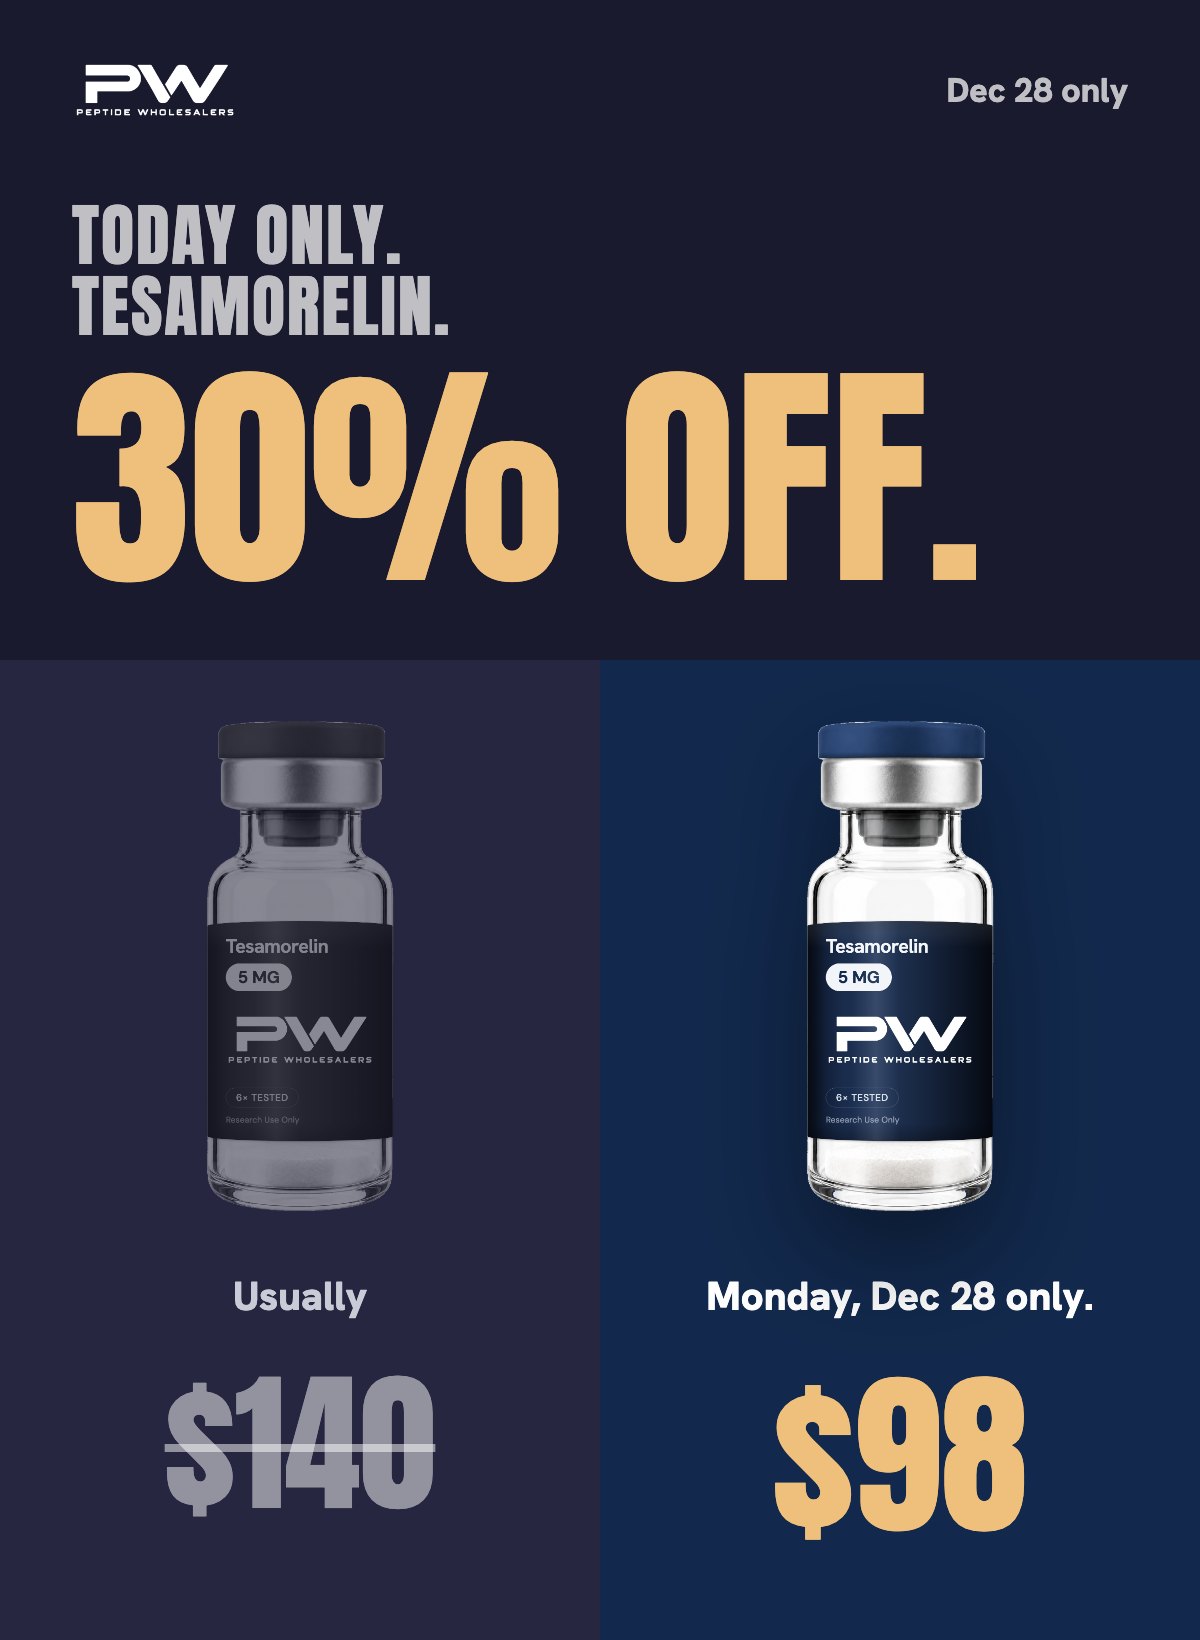 PW
PEPTIDE WHOLESALERS
Dec 28 only
TODAY ONLY.
TESAMORELIN.
30% OFF.
Tesamorelin
5 MG
PW
PEPTIDE WHOLESALERS
6× TESTED
Research Use Only
Usually
$140
Tesamorelin
5 MG
PW
PEPTIDE WHOLESALERS
6× TESTED
Research Use Only
Monday, Dec 28 only.
$98